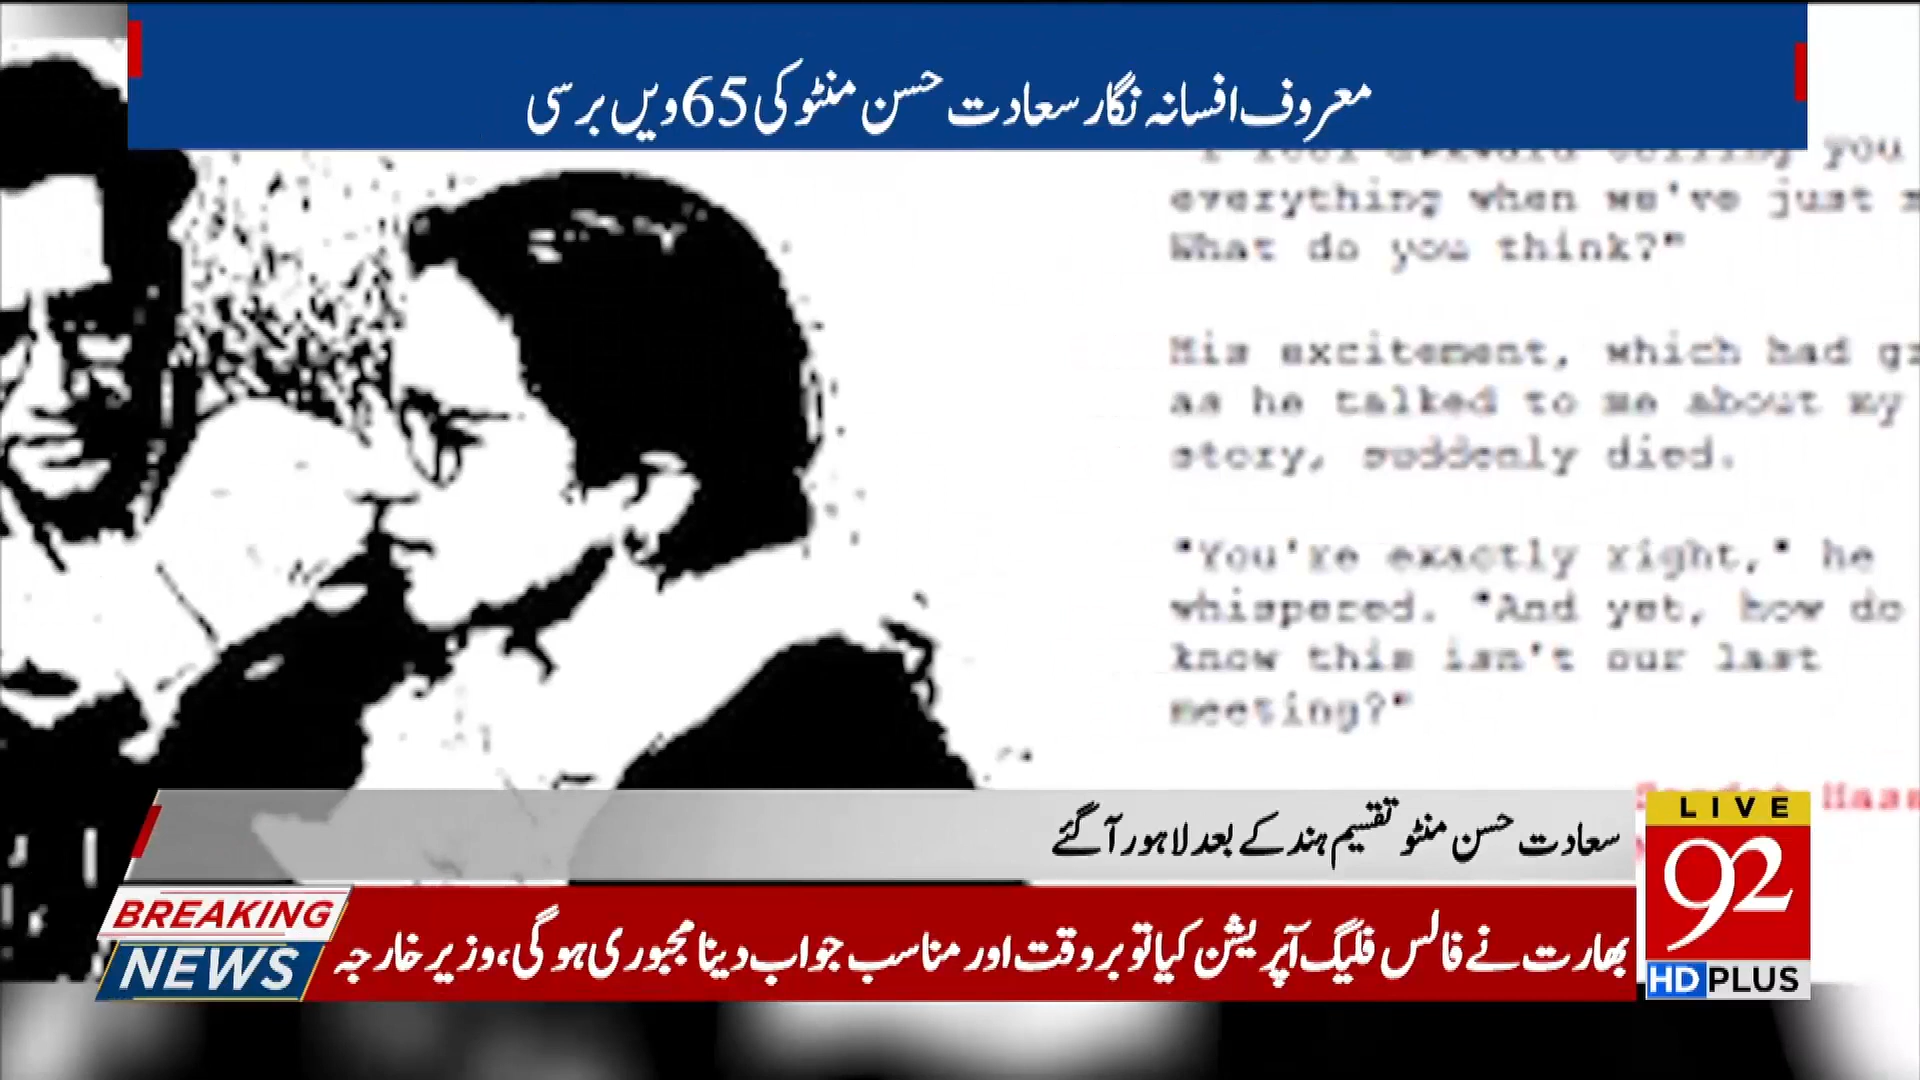 معروف افسانہ نگار سعادت حسن منٹو کی 65 ویں برسی
everything when we've just
What do you think?"
His excitement, which had
as he talked to me about my
story, suddenly died.
"You're exactly right," he
whispered. "And yet, how do
know this isn't our last
meeting?"
سعادت حسن منٹو تقسیم ہند کے بعد لاہور آ گئے
LIVE
92
HD PLUS
BREAKING
NEWS
بھارت نے فالس فلیگ آپریشن کیا تو بروقت اور مناسب جواب دینا مجبوری ہو گی، وزیر خارجہ